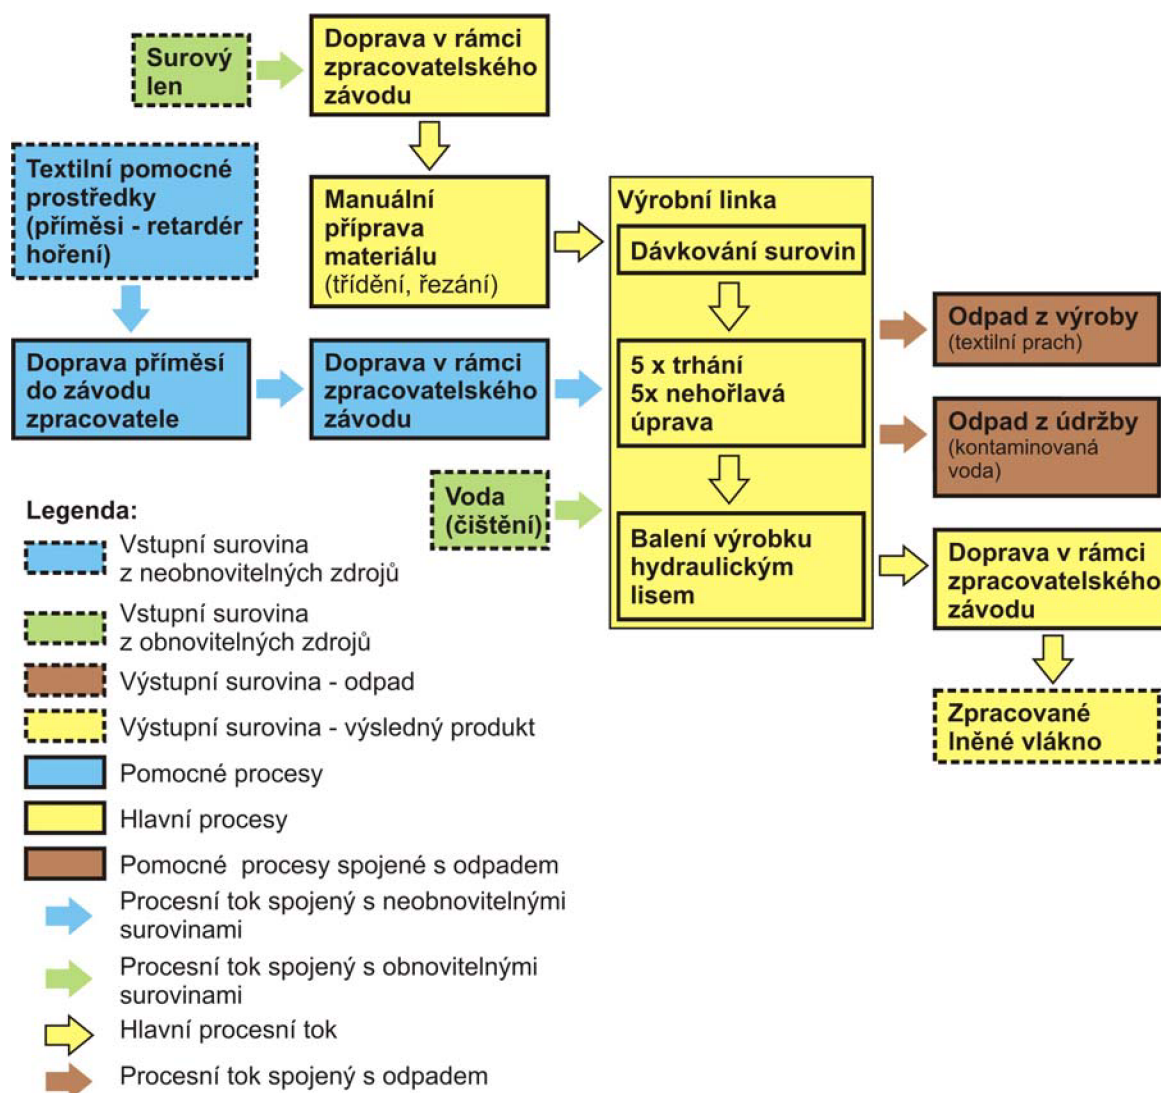 Surový
len
Doprava v rámci
zpracovatelského
závodu
Textilní pomocné
prostředky
(příměsi - retardér
hoření)
Manuální
příprava
materiálu
(třídění, řezání)
Výrobní linka
Dávkování surovin
5 x trhání
5x nehořlavá
úprava
Balení výrobku
hydraulickým
lisem
Doprava příměsí
do závodu
zpracovatele
Doprava v rámci
zpracovatelského
závodu
Odpad z výroby
(textilní prach)
Odpad z údržby
(kontaminovaná
voda)
Voda
(čištění)
Doprava v rámci
zpracovatelského
závodu
Zpracované
lněné vlákno
Legenda:
Vstupní surovina
z neobnovitelných zdrojů
Vstupní surovina
z obnovitelných zdrojů
Výstupní surovina - odpad
Výstupní surovina - výsledný produkt
Pomocné procesy
Hlavní procesy
Pomocné procesy spojené s odpadem
Procesní tok spojený s neobnovitelnými
surovinami
Procesní tok spojený s obnovitelnými
surovinami
Hlavní procesní tok
Procesní tok spojený s odpadem